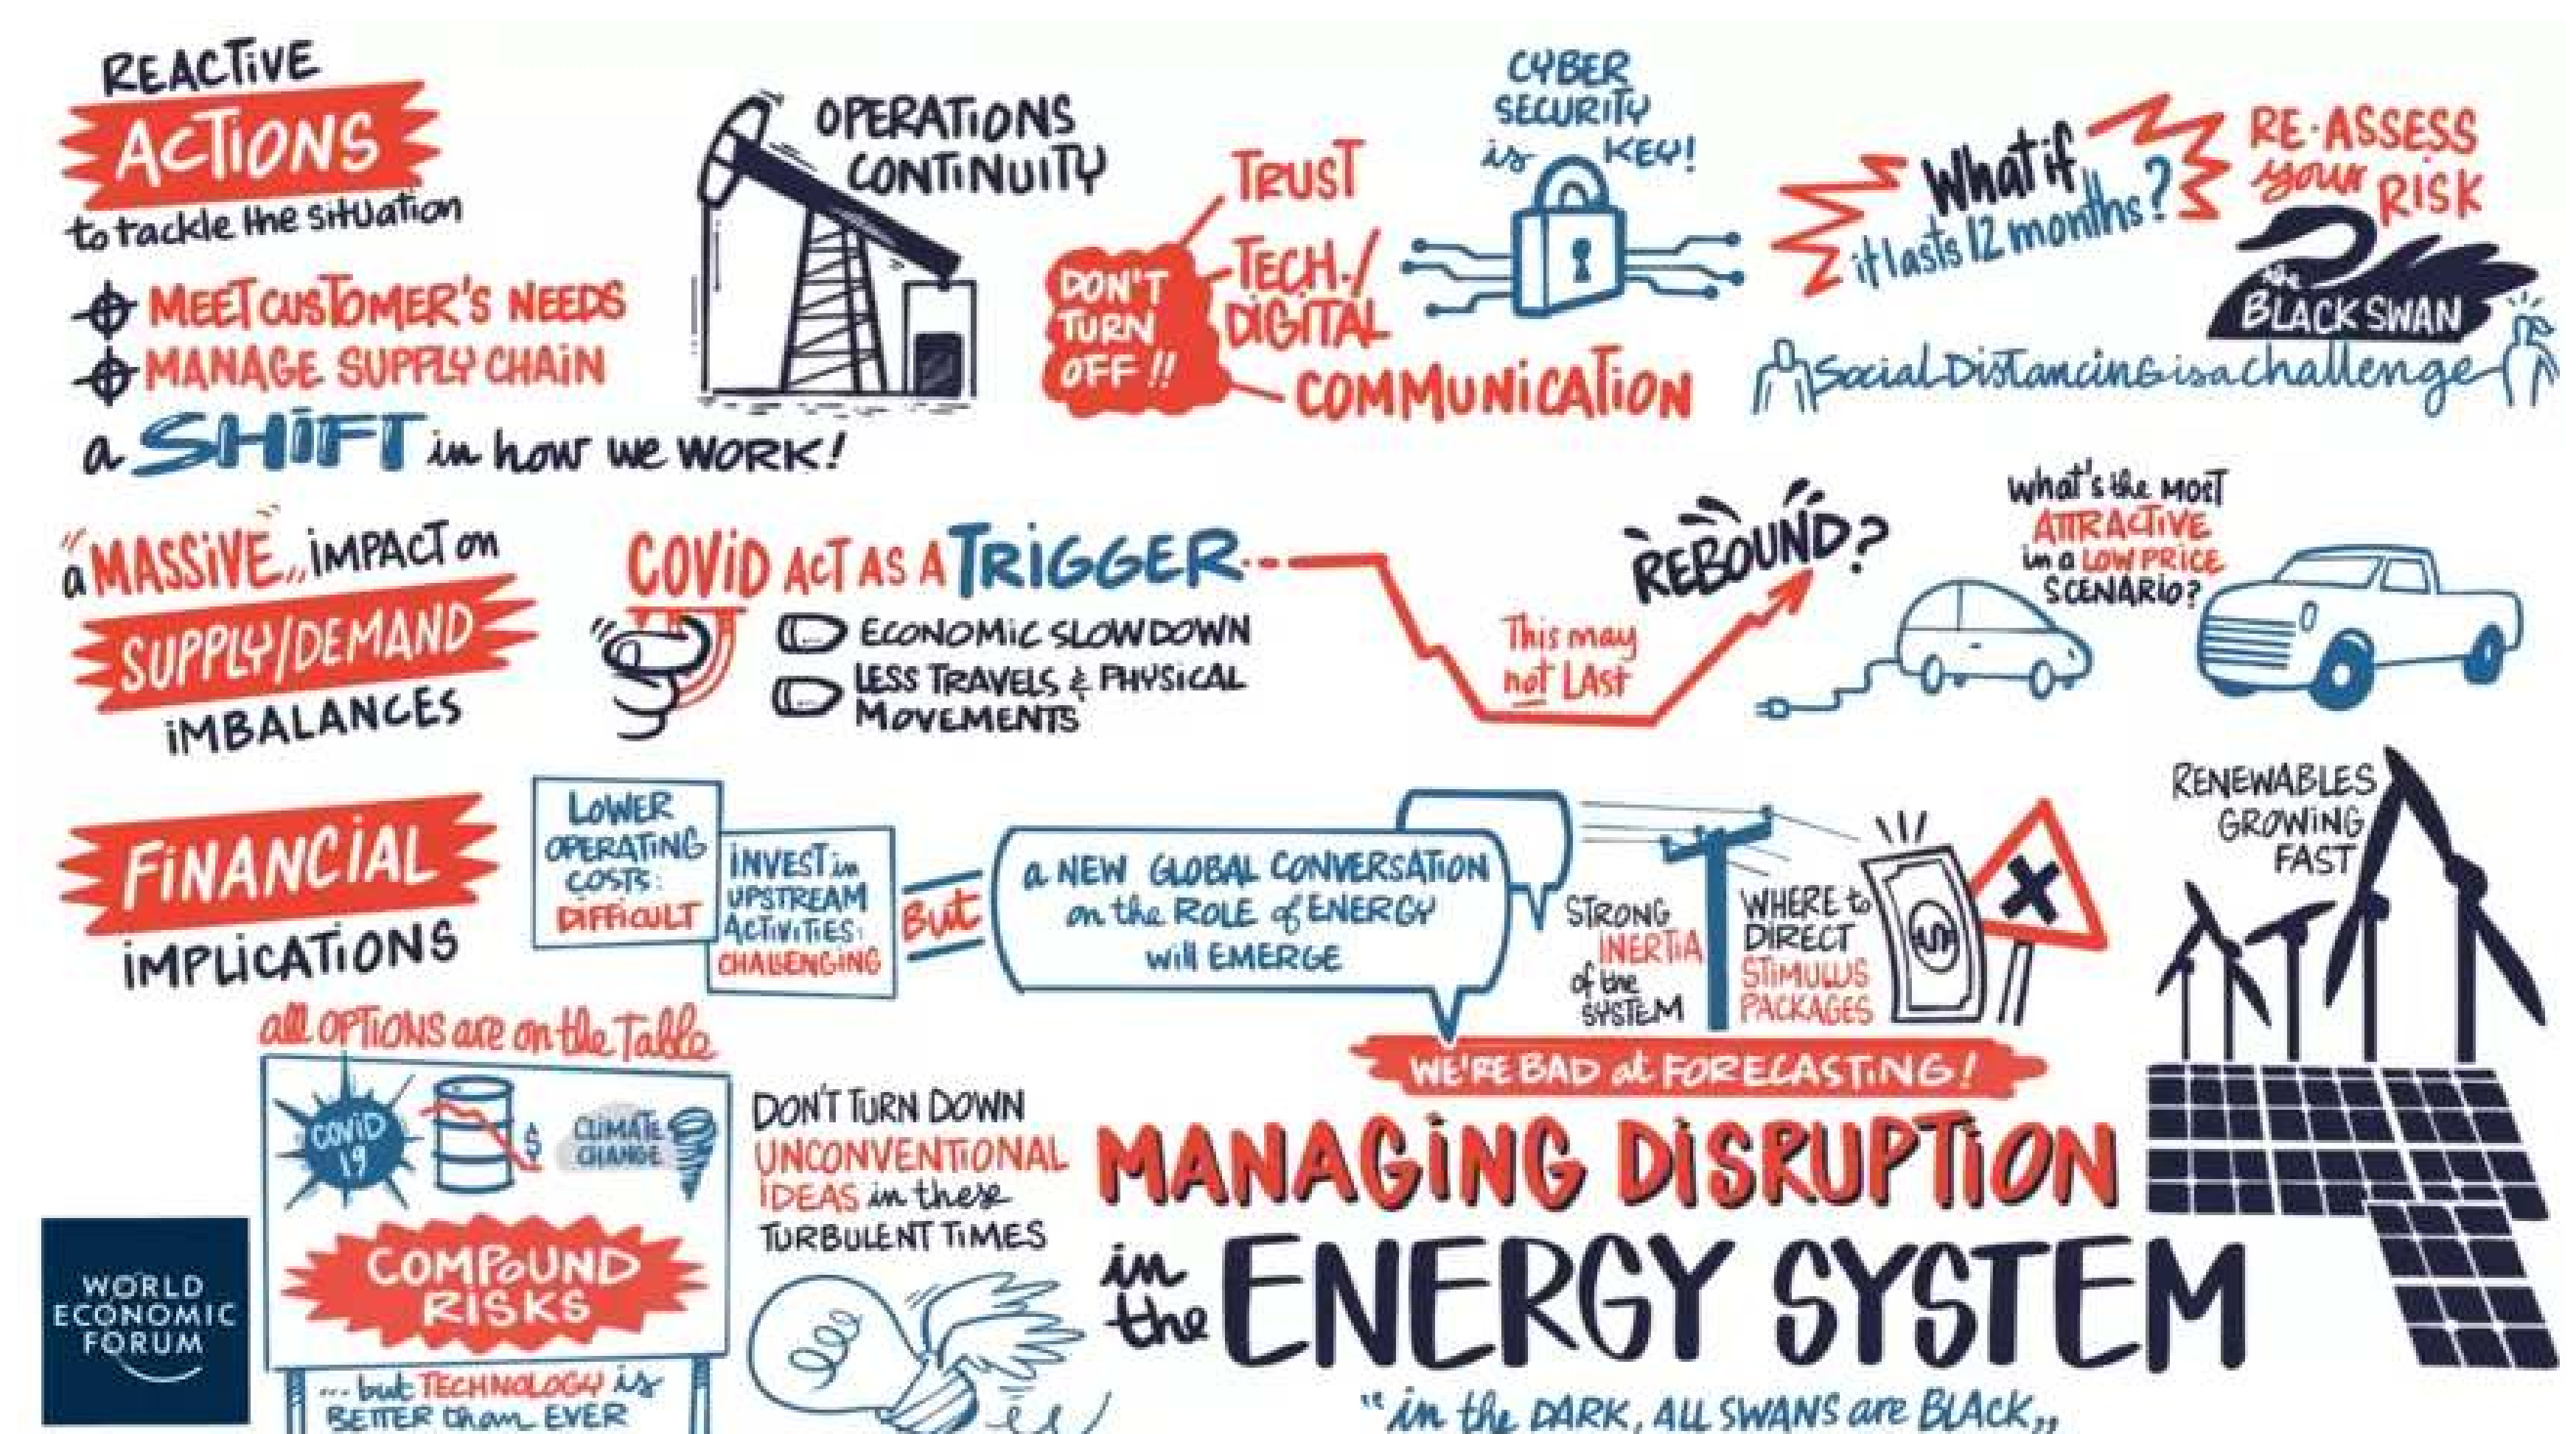 REACTIVE
ACTIONS
to tackle the situation
MEET CUSTOMER'S NEEDS
MANAGE SUPPLY CHAIN
a SHIFT in how we WORK!
OPERATIONS
CONTINUITY
DON'T
TURN
OFF!!
TRUST
TECH./
DIGITAL
COMMUNICATION
CYBER
SECURITY
is KEY!
What if
it lasts 12 months?
RE-ASSESS
your RISK
the
BLACK SWAN
Social Distancing is a challenge
a "MASSIVE" IMPACT on
SUPPLY/DEMAND
IMBALANCES
COVID ACT AS A TRIGGER
ECONOMIC SLOWDOWN
LESS TRAVELS & PHYSICAL
MOVEMENTS
This may
not LAST
REBOUND?
What's the MOST
ATTRACTIVE
in a LOW PRICE
SCENARIO?
FINANCIAL
IMPLICATIONS
LOWER
OPERATING
COSTS:
DIFFICULT
INVEST in
UPSTREAM
ACTIVITIES:
CHALLENGING
But
a NEW GLOBAL CONVERSATION
on the ROLE of ENERGY
will EMERGE
STRONG
INERTIA
of the
SYSTEM
WHERE to
DIRECT
STIMULUS
PACKAGES
$
RENEWABLES
GROWING
FAST
all OPTIONS are on the Table
COVID
19
$
CLIMATE
CHANGE
COMPOUND
RISKS
... but TECHNOLOGY is
BETTER than EVER
DON'T TURN DOWN
UNCONVENTIONAL
IDEAS in these
TURBULENT TIMES
WE'RE BAD at FORECASTING!
MANAGING DISRUPTION
in the ENERGY SYSTEM
"in the DARK, ALL SWANS are BLACK"
WORLD
ECONOMIC
FORUM